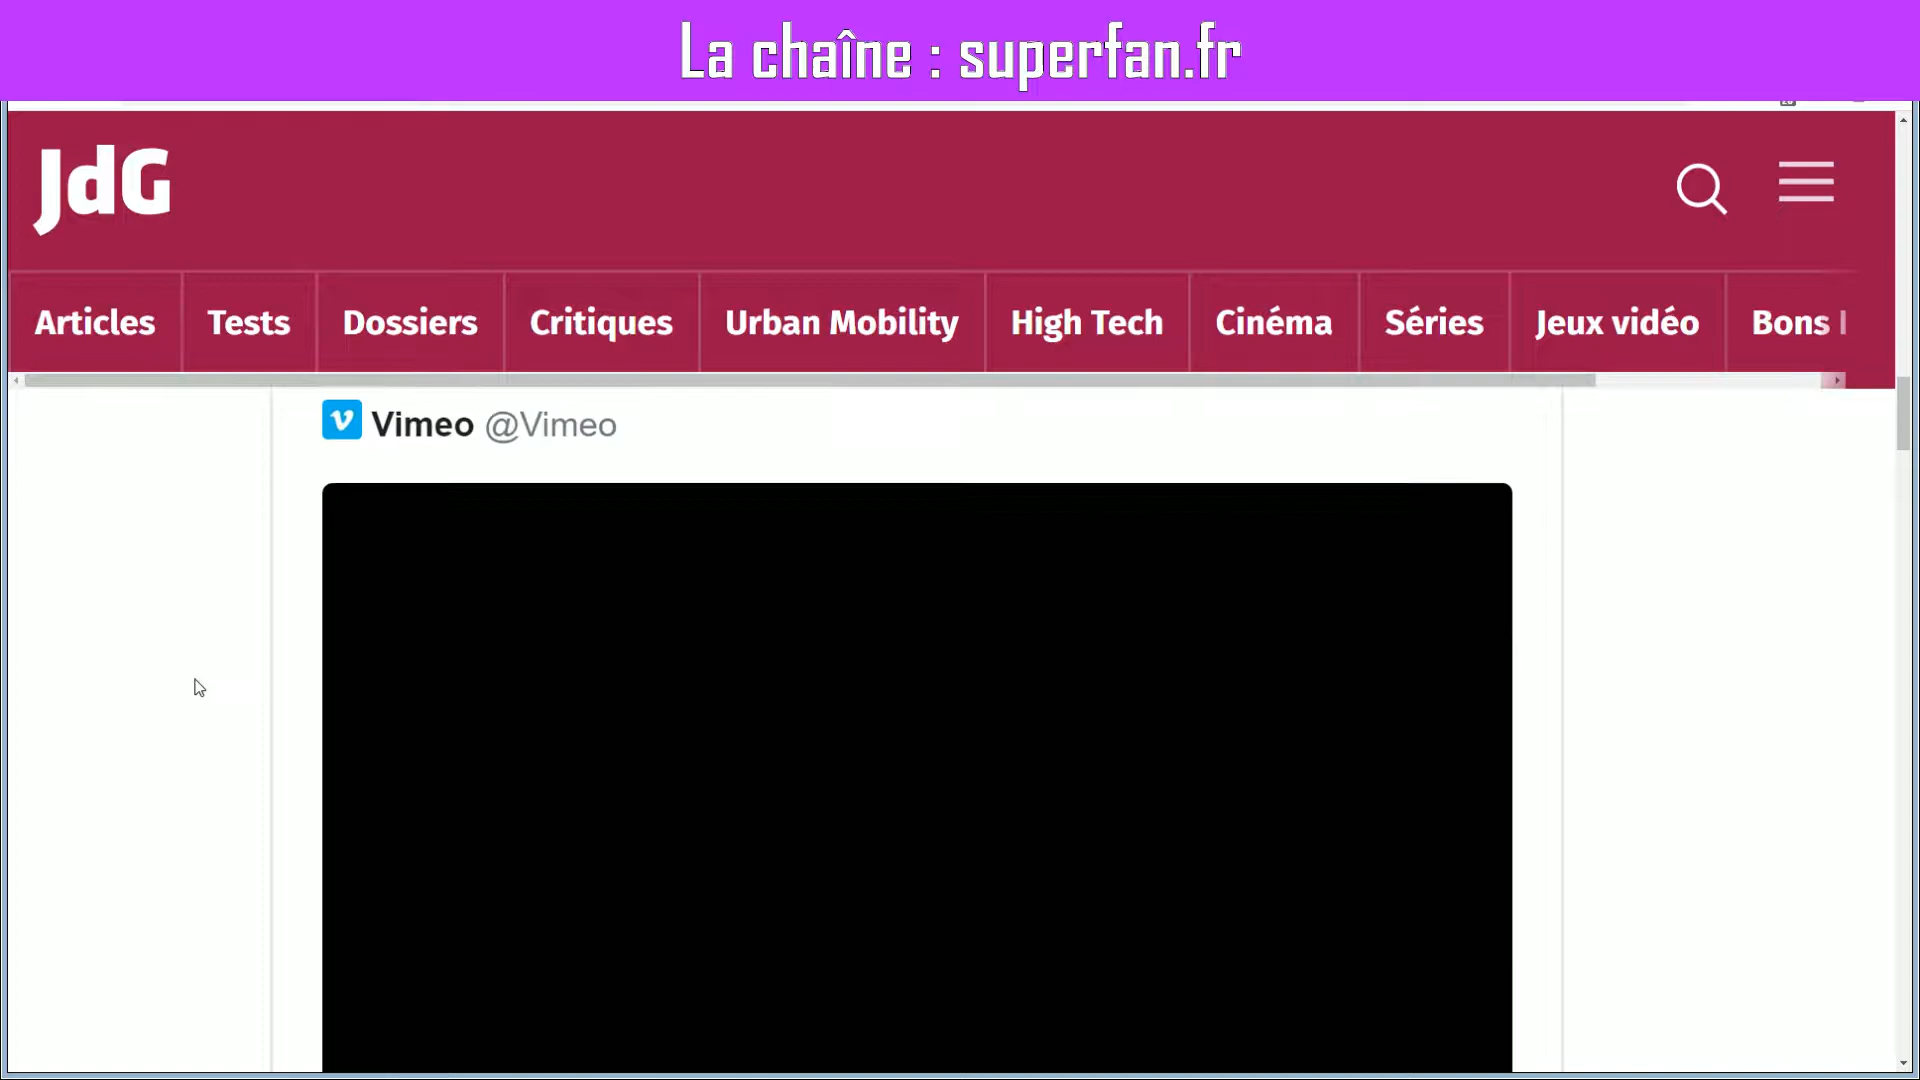 La chaîne : superfan.fr
JdG
Articles Tests Dossiers Critiques Urban Mobility High Tech Cinéma Séries Jeux vidéo Bons
Vimeo @Vimeo